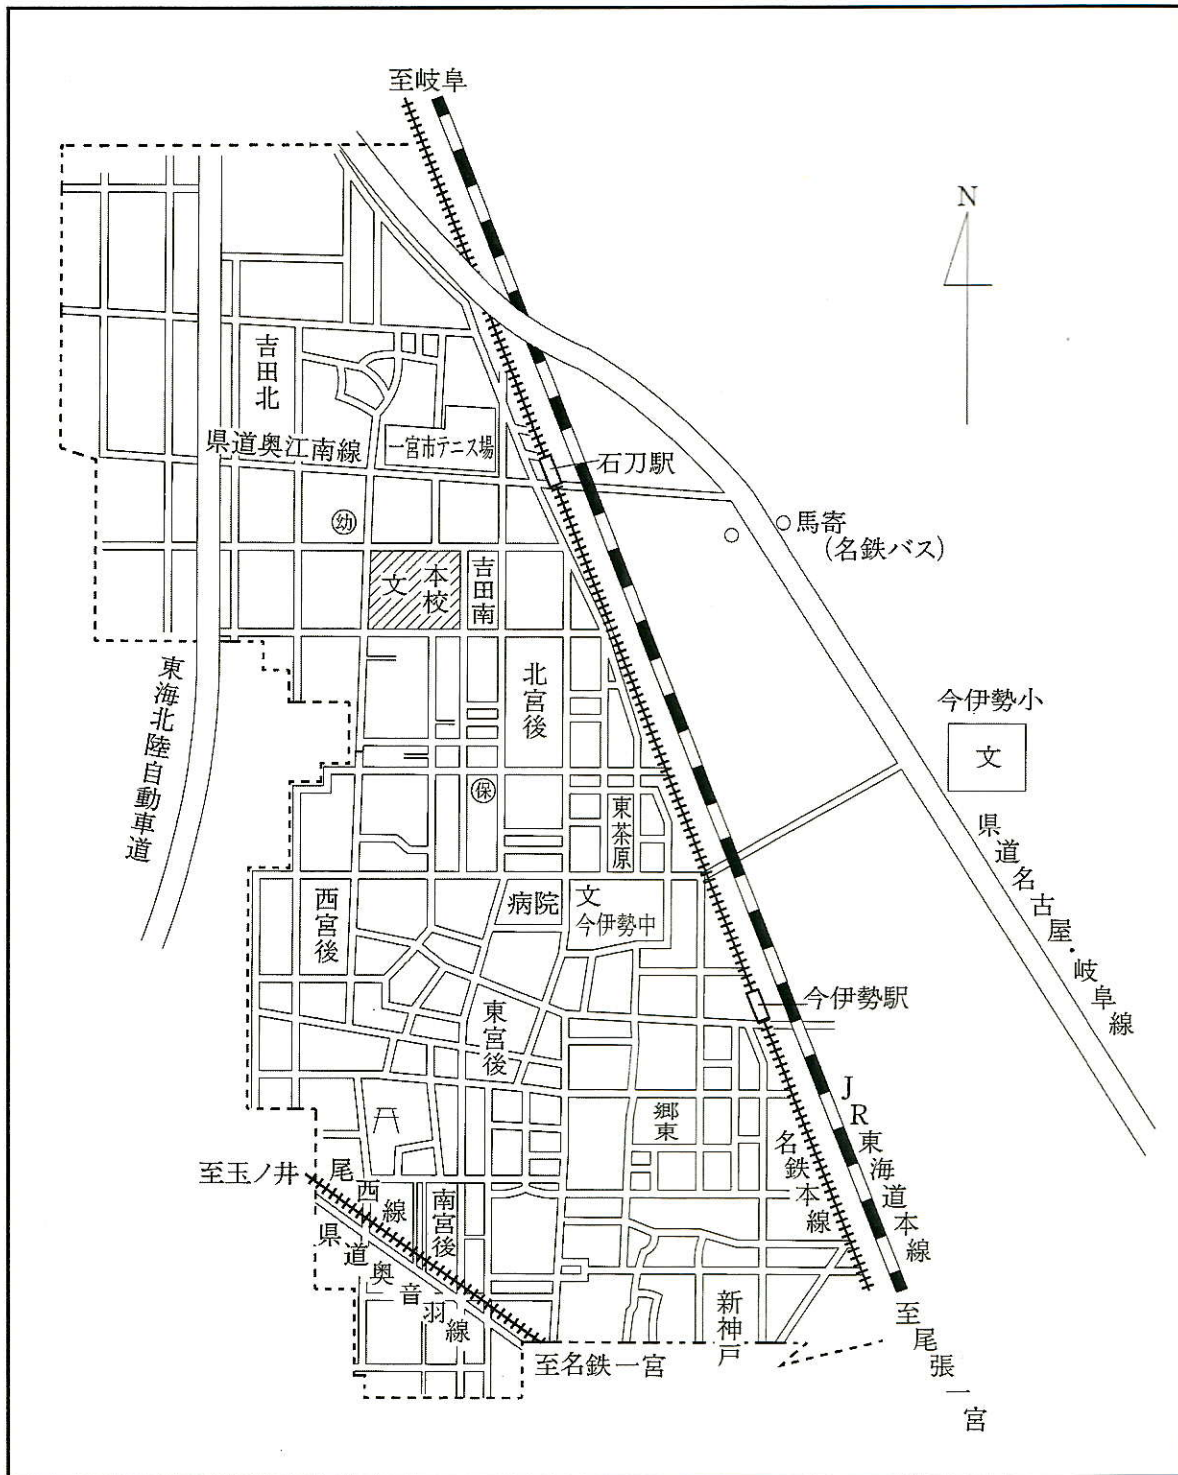 至岐阜
N
吉田北
県道奥江南線
一宮市テニス場
石刀駅
幼
馬寄
(名鉄バス)
文
本校
吉田南
東海北陸自動車道
北宮後
今伊勢小
文
保
東茶原
県道名古屋・岐阜線
西宮後
病院
文
今伊勢中
今伊勢駅
東宮後
JR東海道本線
郷東
名鉄本線
至玉ノ井
尾西線
南宮後
県道奥音羽線
新神戸
至名鉄一宮
至尾張一宮